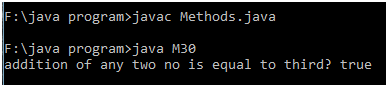 F:\java program>javac Methods.java
F:\java program>java M30
addition of any two no is equal to third? true